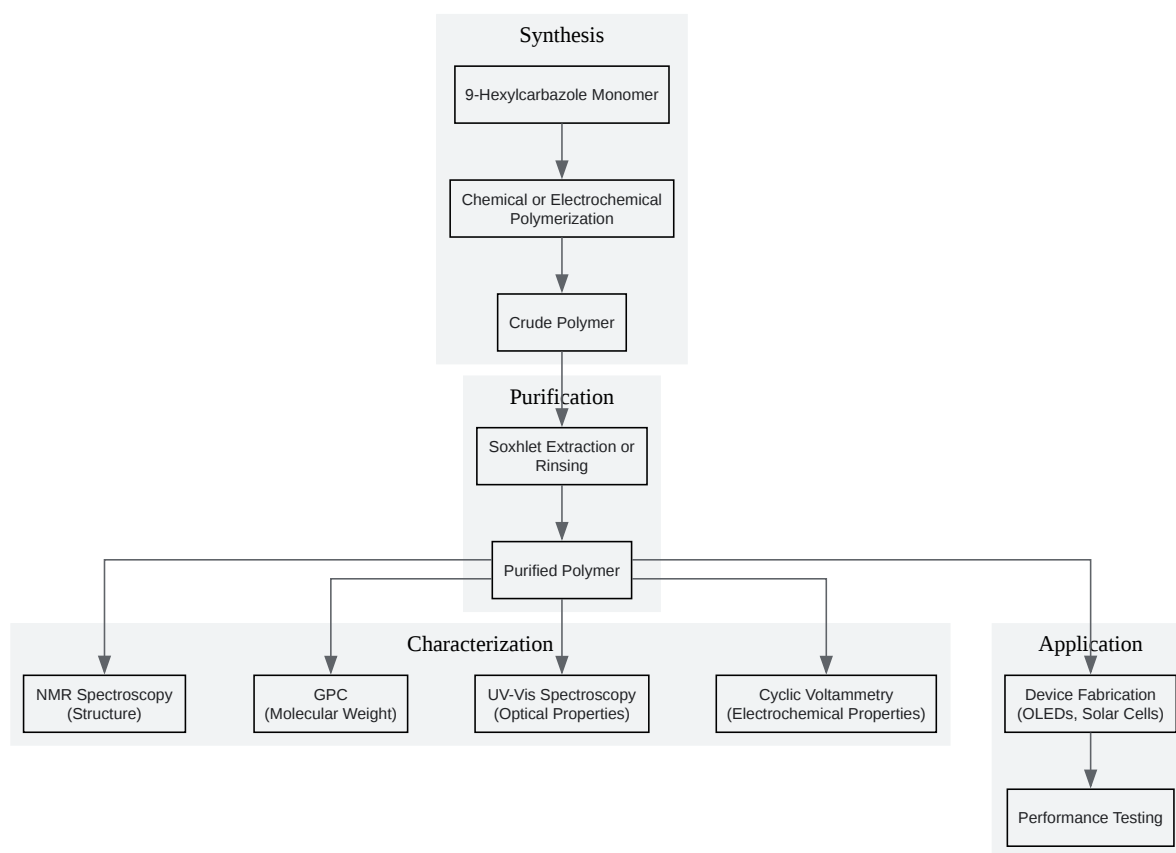 Synthesis
9-Hexylcarbazole Monomer
Chemical or Electrochemical
Polymerization
Crude Polymer
Purification
Soxhlet Extraction or
Rinsing
Purified Polymer
Characterization
NMR Spectroscopy
(Structure)
GPC
(Molecular Weight)
UV-Vis Spectroscopy
(Optical Properties)
Cyclic Voltammetry
(Electrochemical Properties)
Application
Device Fabrication
(OLEDs, Solar Cells)
Performance Testing